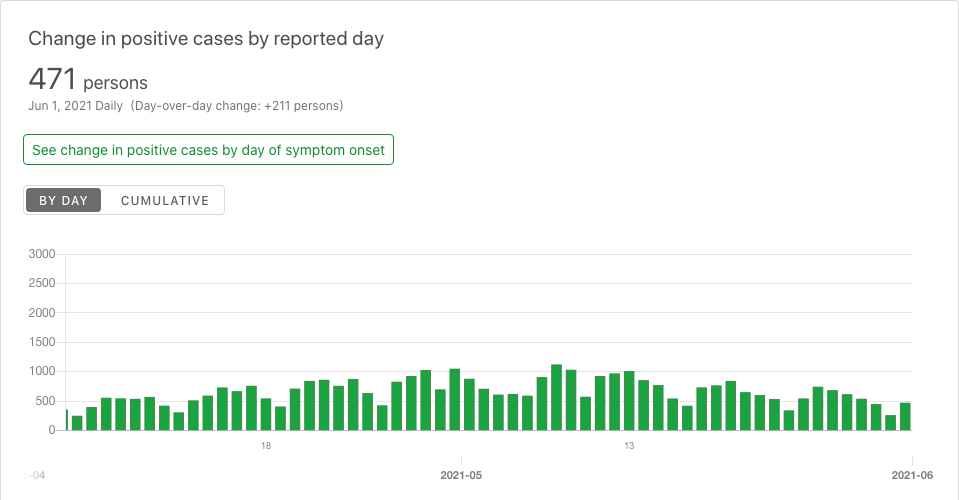 Change in positive cases by reported day
471 persons
Jun 1, 2021 Daily (Day-over-day change: +211 persons)
See change in positive cases by day of symptom onset
BY DAY CUMULATIVE
3000
2500
2000
1500
1000
500
0
18 13
-04 2021-05 2021-06